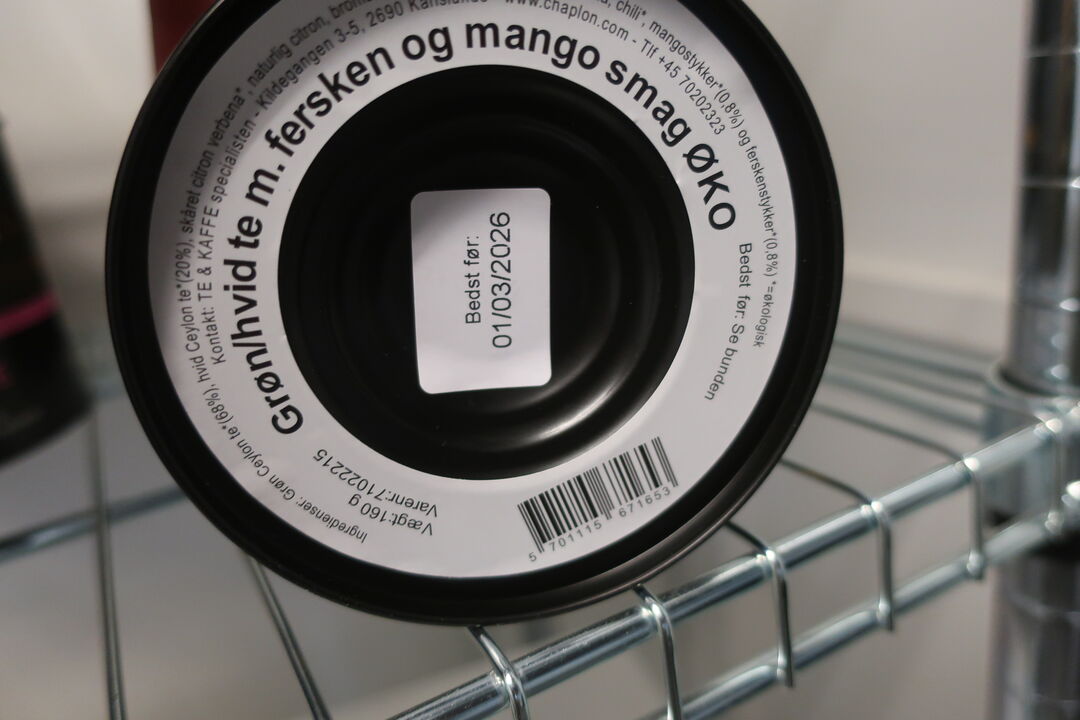 Grøn/hvid te m. fersken og mango smag ØKO
Ingredienser: Grøn Ceylon te*(68%), hvid Ceylon te*(20%), skåret citron verbena*, naturlig citron,
chili*, mangostykker*(0,8%) og ferskenstykker*(0,8%) *=økologisk
Kontakt: TE & KAFFE specialisten - Kildegangen 3-5, 2690 Karlslunde - www.chaplon.com - Tlf +45 70202323
Bedst før: Se bunden
Bedst før:
01/03/2026
Vægt:160 g
Varenr:71022215
5 701115 671653